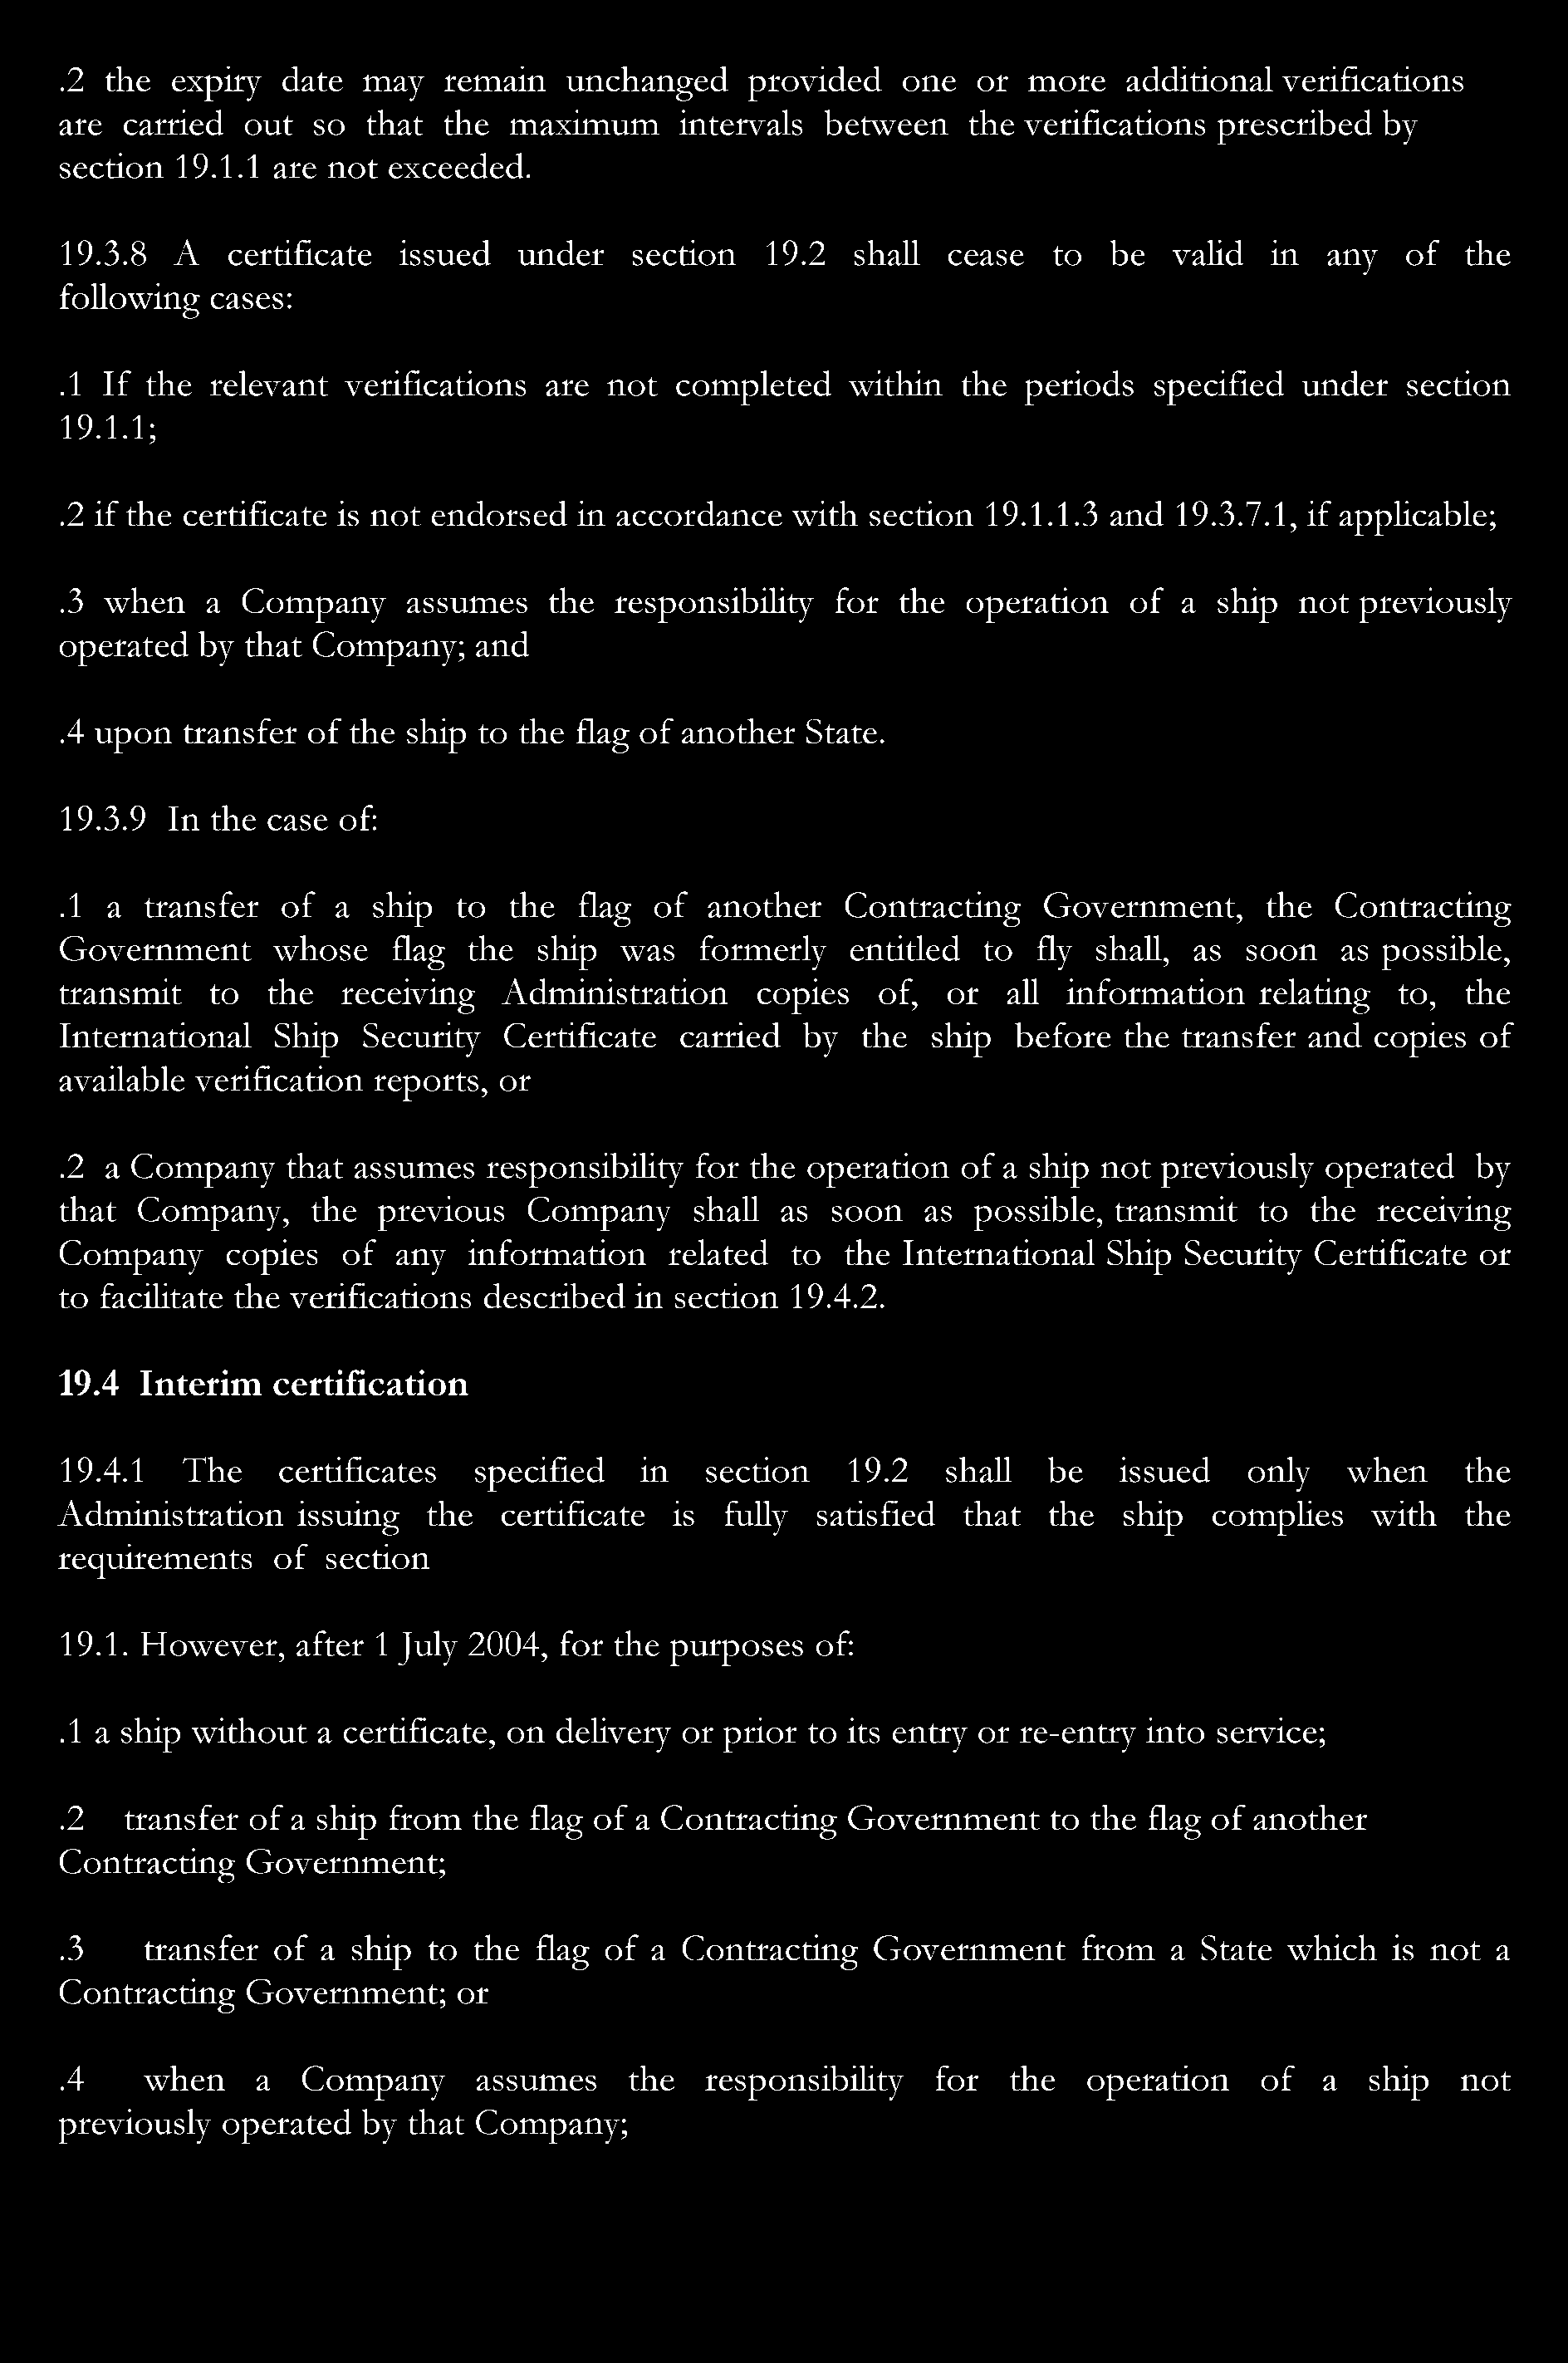 .2 the expiry date may remain unchanged provided one or more additional verifications
are carried out so that the maximum intervals between the verifications prescribed by
section 19.1.1 are not exceeded.
19.3.8 A certificate issued under section 19.2 shall cease to be valid in any of the
following cases:
.1 If the relevant verifications are not completed within the periods specified under section
19.1.1;
.2 if the certificate is not endorsed in accordance with section 19.1.1.3 and 19.3.7.1, if applicable;
.3 when a Company assumes the responsibility for the operation of a ship not previously
operated by that Company; and
.4 upon transfer of the ship to the flag of another State.
19.3.9 In the case of:
.1 a transfer of a ship to the flag of another Contracting Government, the Contracting
Government whose flag the ship was formerly entitled to fly shall, as soon as possible,
transmit to the receiving Administration copies of, or all information relating to, the
International Ship Security Certificate carried by the ship before the transfer and copies of
available verification reports, or
.2 a Company that assumes responsibility for the operation of a ship not previously operated by
that Company, the previous Company shall as soon as possible, transmit to the receiving
Company copies of any information related to the International Ship Security Certificate or
to facilitate the verifications described in section 19.4.2.
19.4 Interim certification
19.4.1 The certificates specified in section 19.2 shall be issued only when the
Administration issuing the certificate is fully satisfied that the ship complies with the
requirements of section
19.1. However, after 1 July 2004, for the purposes of:
.1 a ship without a certificate, on delivery or prior to its entry or re-entry into service;
.2 transfer of a ship from the flag of a Contracting Government to the flag of another
Contracting Government;
.3 transfer of a ship to the flag of a Contracting Government from a State which is not a
Contracting Government; or
.4 when a Company assumes the responsibility for the operation of a ship not
previously operated by that Company;